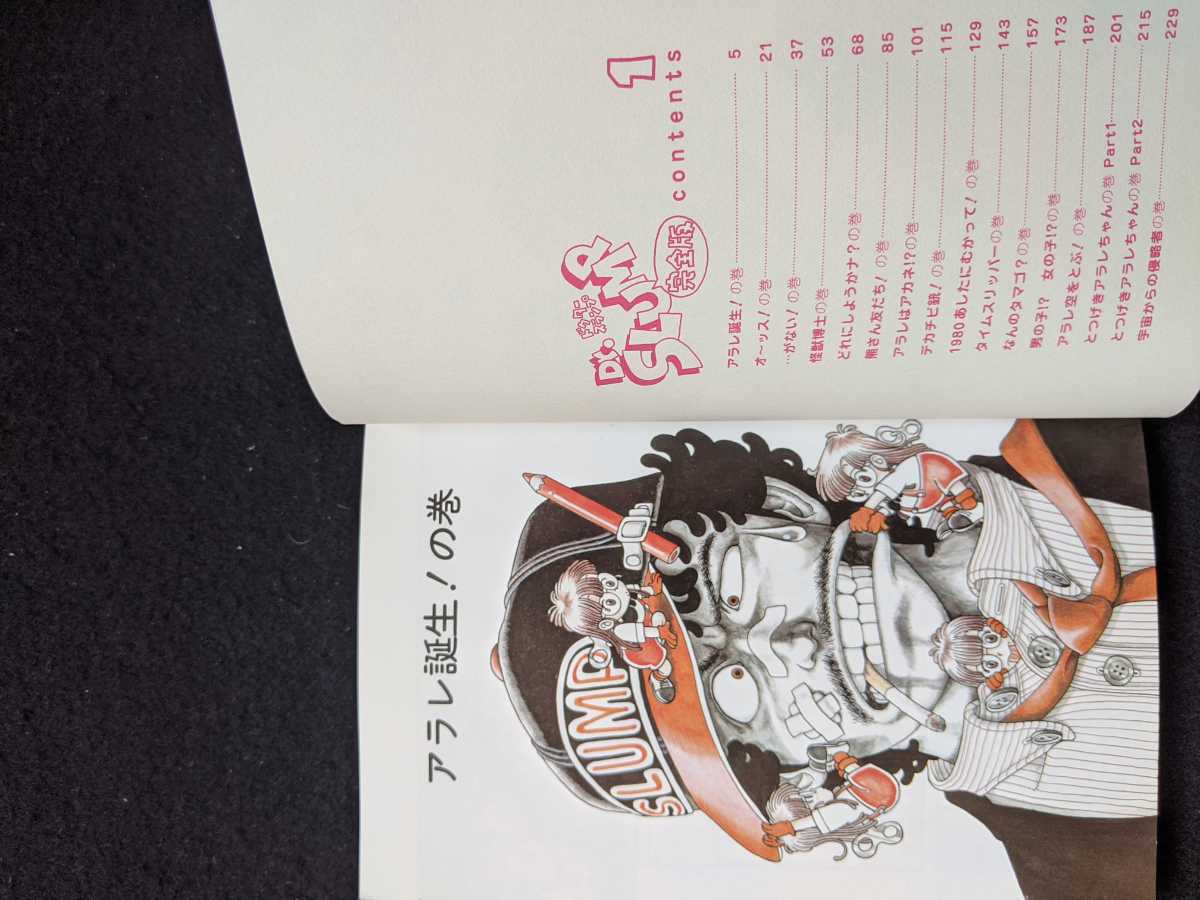 ドクター
スランプ
Dr.
SLUMP
完全版
1
contents
アラレ誕生!の巻……5
オ〜ッス!の巻……21
…がない!の巻……37
怪獣博士の巻……53
どれにしようかナ?の巻……68
熊さん友だち!の巻……85
アラレはアカネ!?の巻……101
デカチビ銃!の巻……115
1980あしたにむかって!の巻……129
タイムスリッパーの巻……143
なんのタマゴ?の巻……157
男の子!? 女の子!?の巻……173
アラレ空をとぶ!の巻……187
とつげきアラレちゃんの巻 Part1……201
とつげきアラレちゃんの巻 Part2……215
宇宙からの侵略者の巻……229
アラレ誕生!の巻
SLUMP